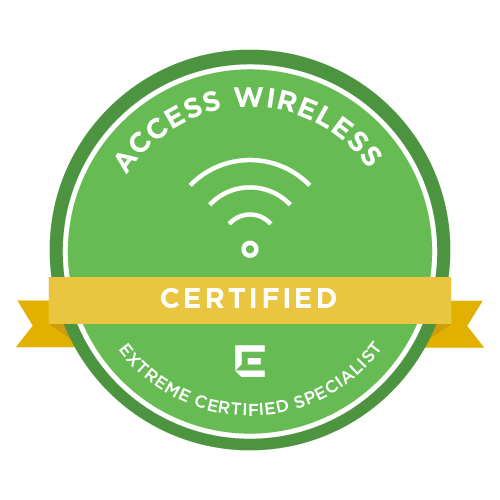 ACCESS WIRELESS
CERTIFIED
E
EXTREME CERTIFIED SPECIALIST